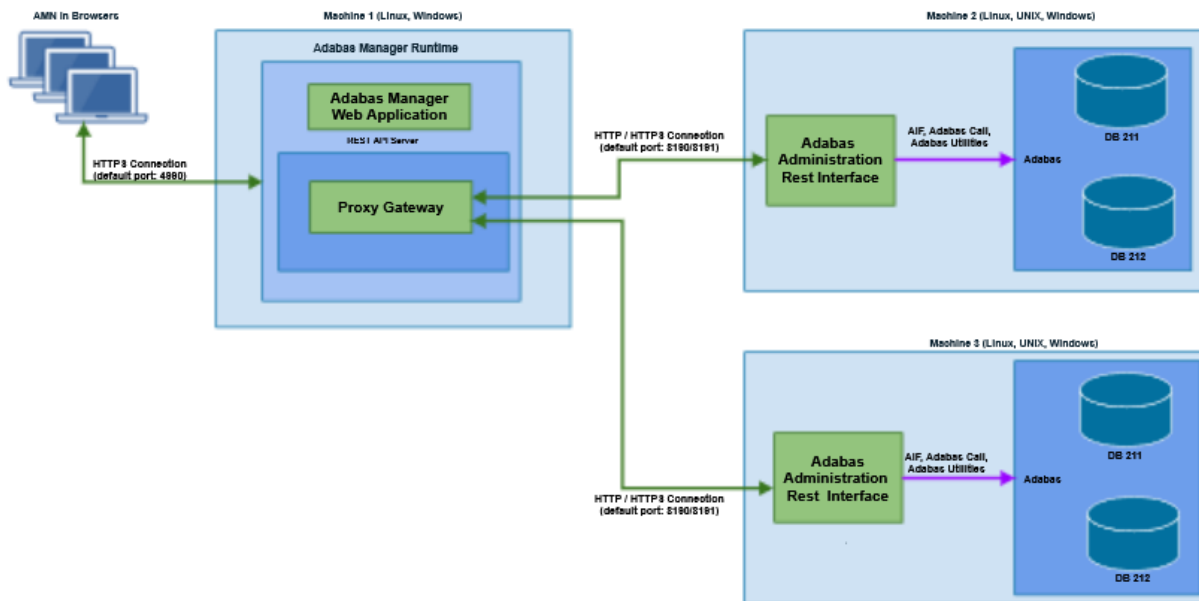 AMN in Browsers
HTTPS Connection
(default port: 4990)
Machine 1 (Linux, Windows)
Adabas Manager Runtime
Adabas Manager
Web Application
REST API Server
Proxy Gateway
HTTP / HTTPS Connection
(default port: 8190/8191)
Machine 2 (Linux, UNIX, Windows)
Adabas
Administration
Rest Interface
AIF, Adabas Call,
Adabas Utilities
Adabas
DB 211
DB 212
HTTP / HTTPS Connection
(default port: 8190/8191)
Machine 3 (Linux, UNIX, Windows)
Adabas
Administration
Rest Interface
AIF, Adabas Call,
Adabas Utilities
Adabas
DB 211
DB 212